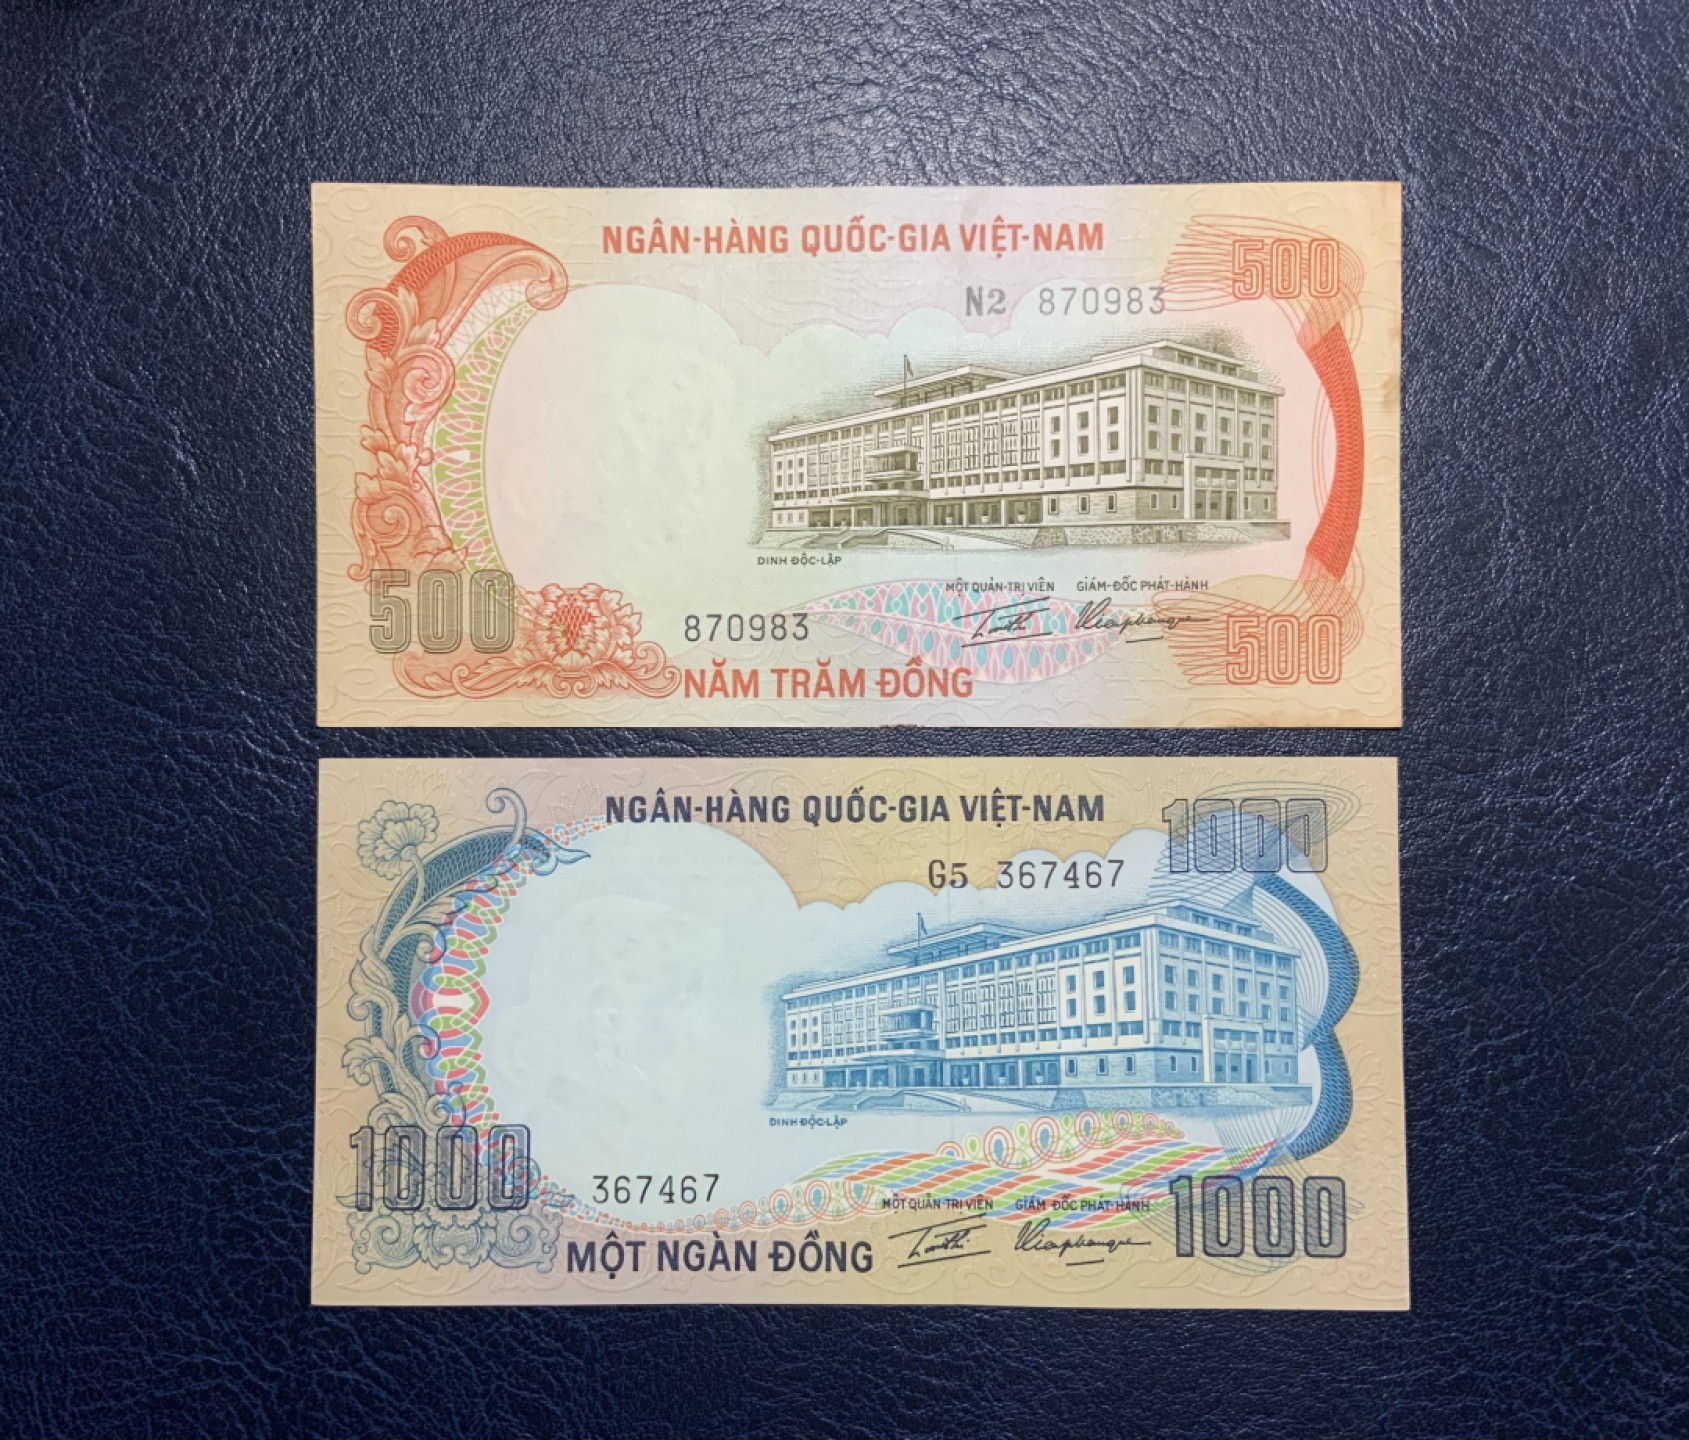 NGÂN-HÀNG QUỐC-GIA VIỆT-NAM
500
N2 870983
DINH ĐỘC-LẬP
MỘT QUẢN-TRỊ VIÊN GIÁM-ĐỐC PHÁT-HÀNH
500
870983
500
NĂM TRĂM ĐỒNG
NGÂN-HÀNG QUỐC-GIA VIỆT-NAM
1000
G5 367467
DINH ĐỘC-LẬP
1000
367467
MỘT QUẢN-TRỊ VIÊN GIÁM ĐỐC PHÁT-HÀNH
1000
MỘT NGÀN ĐỒNG